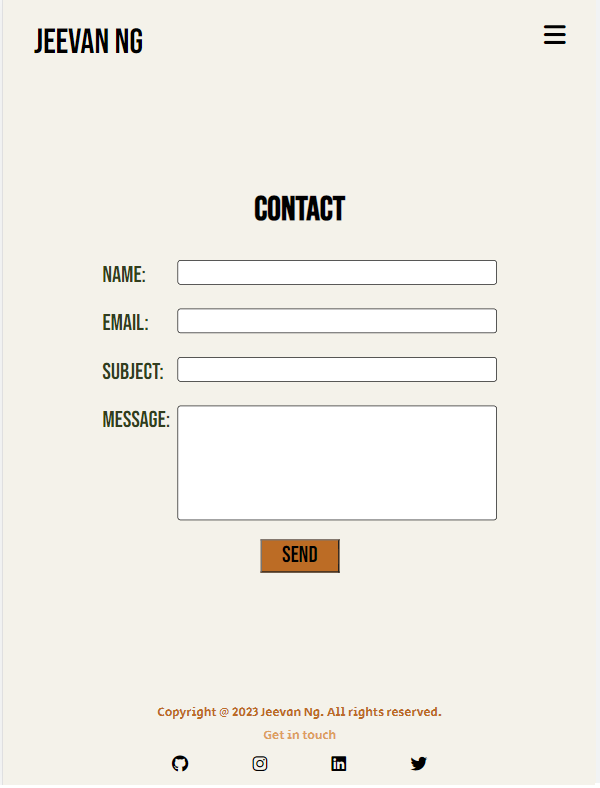 JEEVAN NG
CONTACT
NAME:
EMAIL:
SUBJECT:
MESSAGE:
SEND
Copyright @ 2023 Jeevan Ng. All rights reserved.
Get in touch